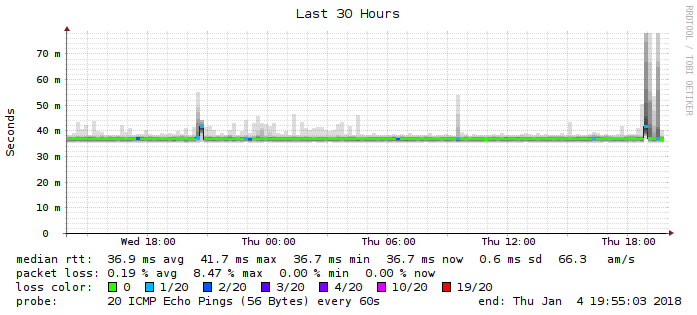 Last 30 Hours
RRDTOOL / TOBI OETIKER
Seconds
70 m
60 m
50 m
40 m
30 m
20 m
10 m
0
Wed 18:00 Thu 00:00 Thu 06:00 Thu 12:00 Thu 18:00
median rtt: 36.9 ms avg 41.7 ms max 36.7 ms min 36.7 ms now 0.6 ms sd 66.3 am/s
packet loss: 0.19 % avg 8.47 % max 0.00 % min 0.00 % now
loss color: 0 1/20 2/20 3/20 4/20 10/20 19/20
probe: 20 ICMP Echo Pings (56 Bytes) every 60s end: Thu Jan 4 19:55:03 2018